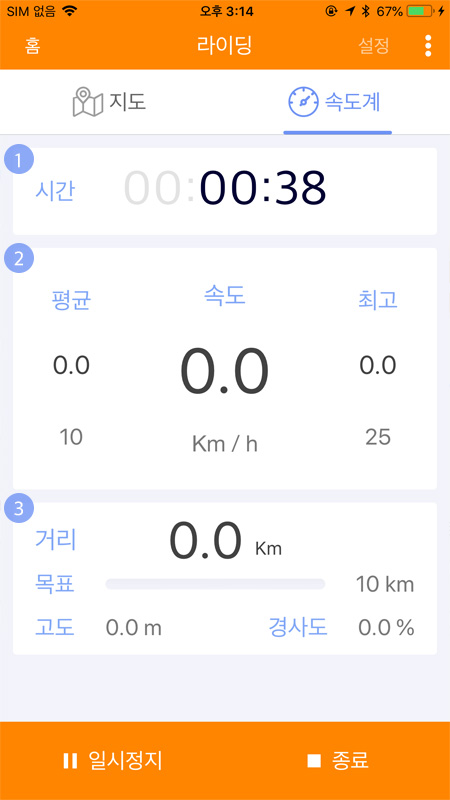 SIM 없음 오후 3:14 67%
홈 라이딩 설정
지도 속도계
1
시간 00:00:38
2
평균 속도 최고
0.0 0.0 0.0
10 Km / h 25
3
거리 0.0 Km
목표 10 km
고도 0.0 m 경사도 0.0 %
일시정지 종료